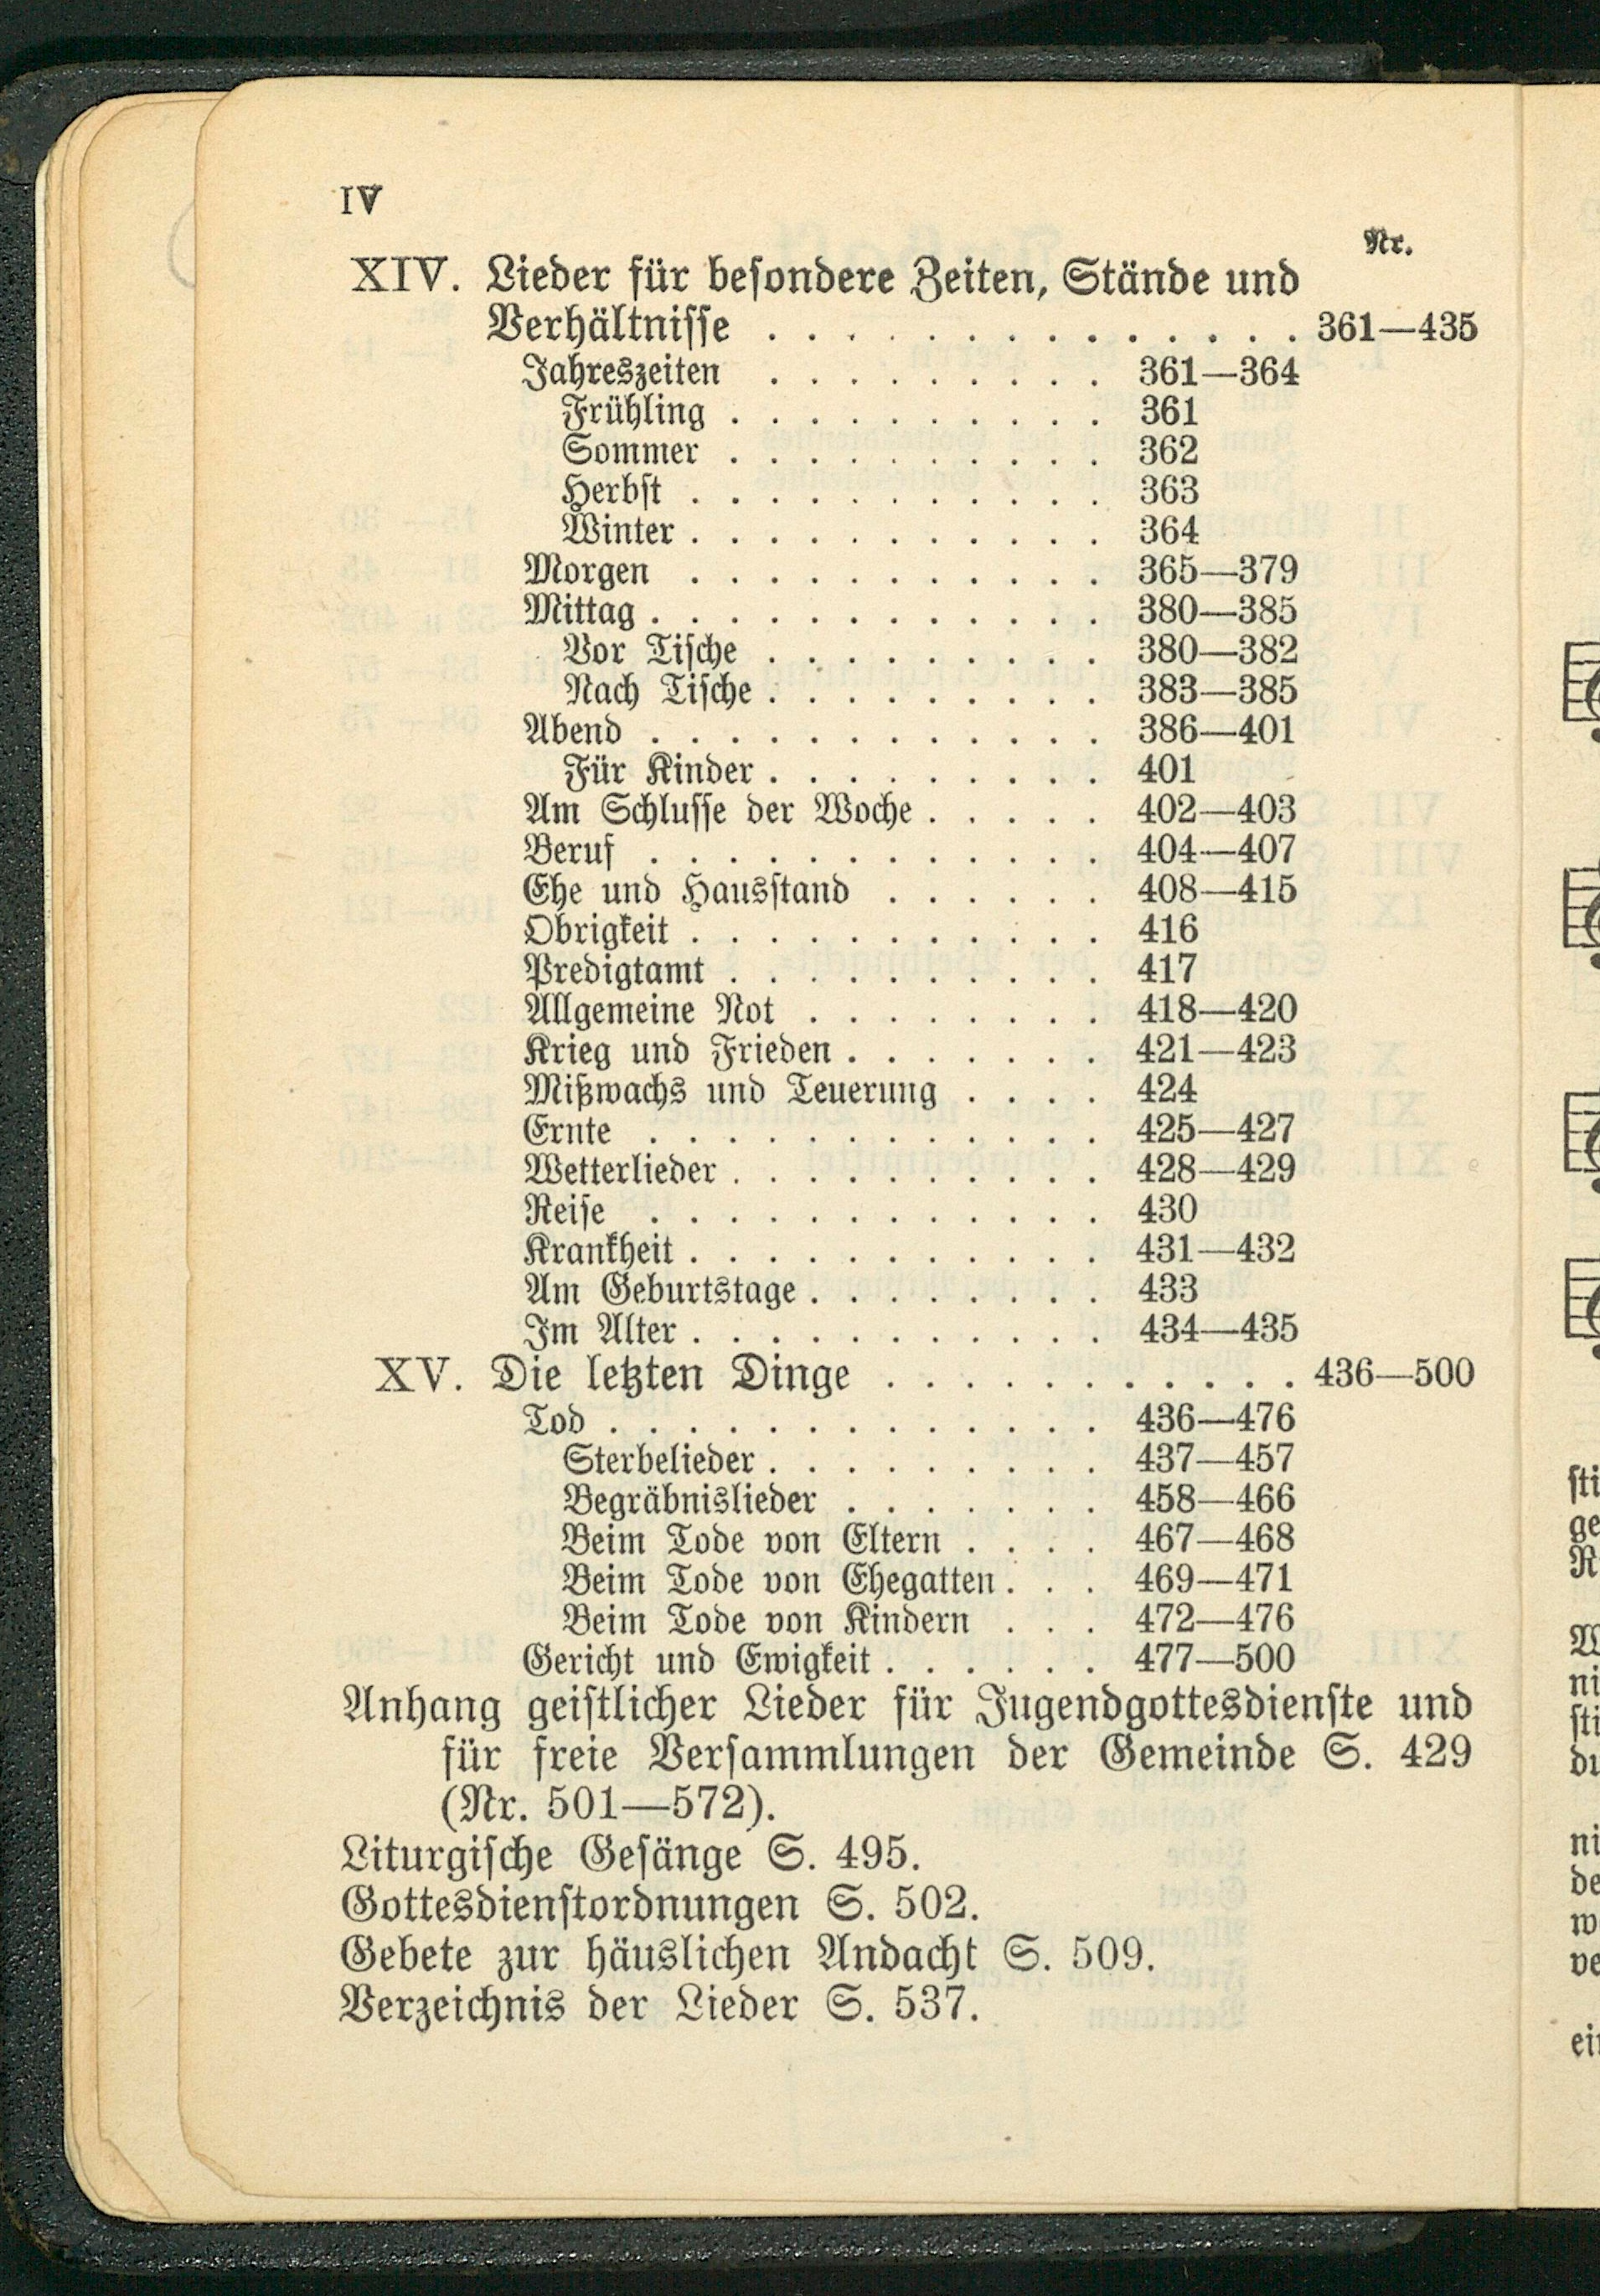 IV
Nr.
XIV. Lieder für beſondere Zeiten, Stände und
Verhältniſſe . . . . . . . . . . . . . . 361—435
Jahreszeiten . . . . . . . . . 361—364
Frühling . . . . . . . . . . 361
Sommer . . . . . . . . . . 362
Herbſt . . . . . . . . . . . 363
Winter . . . . . . . . . . . 364
Morgen . . . . . . . . . . . 365—379
Mittag . . . . . . . . . . . . 380—385
Vor Tiſche . . . . . . . . . 380—382
Nach Tiſche . . . . . . . . . 383—385
Abend . . . . . . . . . . . . 386—401
Für Kinder . . . . . . . . . 401
Am Schluſſe der Woche . . . . . 402—403
Beruf . . . . . . . . . . . . 404—407
Ehe und Hausſtand . . . . . . 408—415
Obrigkeit . . . . . . . . . . . 416
Predigtamt . . . . . . . . . . 417
Allgemeine Not . . . . . . . . 418—420
Krieg und Frieden . . . . . . . 421—423
Mißwachs und Teuerung . . . . 424
Ernte . . . . . . . . . . . . 425—427
Wetterlieder . . . . . . . . . . 428—429
Reiſe . . . . . . . . . . . . 430
Krankheit . . . . . . . . . . . 431—432
Am Geburtstage . . . . . . . . 433
Im Alter . . . . . . . . . . . 434—435
XV. Die letzten Dinge . . . . . . . . . . . 436—500
Tod . . . . . . . . . . . . . 436—476
Sterbelieder . . . . . . . . . 437—457
Begräbnislieder . . . . . . . 458—466
Beim Tode von Eltern . . . . 467—468
Beim Tode von Ehegatten . . . 469—471
Beim Tode von Kindern . . . 472—476
Gericht und Ewigkeit . . . . . . 477—500
Anhang geiſtlicher Lieder für Jugendgottesdienſte und
für freie Verſammlungen der Gemeinde S. 429
(Nr. 501—572).
Liturgiſche Geſänge S. 495.
Gottesdienſtordnungen S. 502.
Gebete zur häuslichen Andacht S. 509.
Verzeichnis der Lieder S. 537.